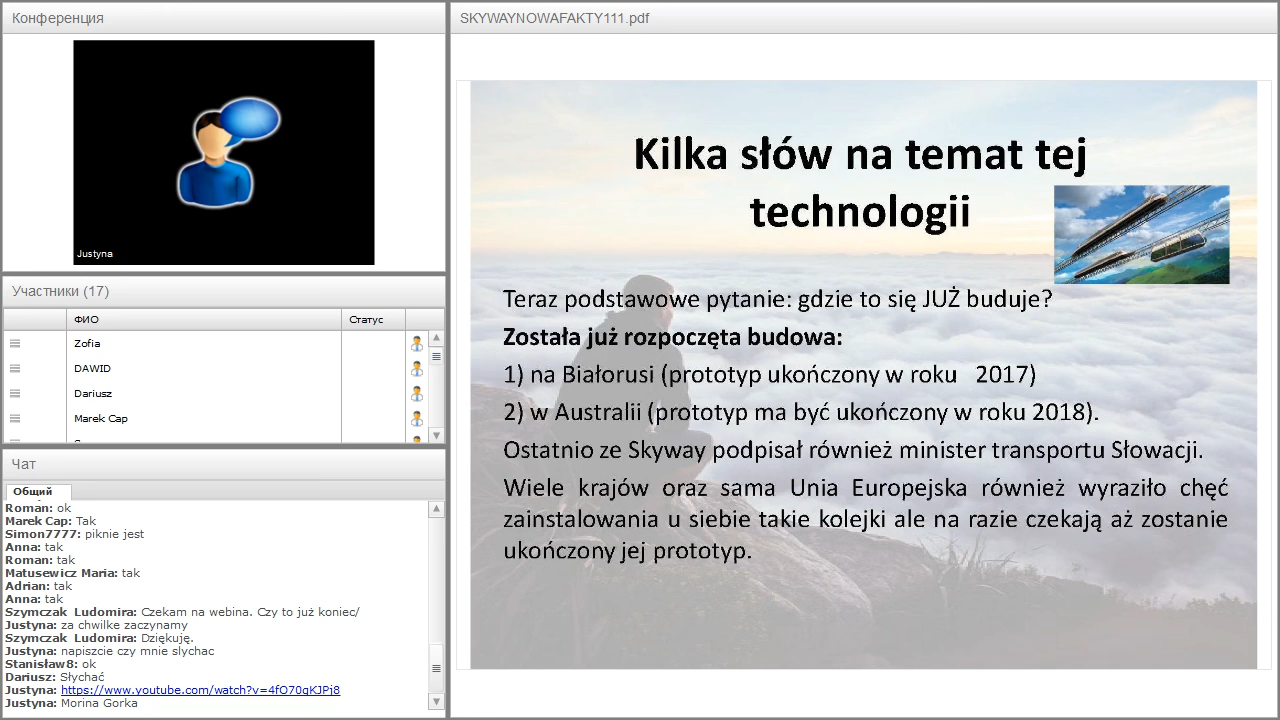 Конференция
Justyna
Участники (17)
ФИО Статус
Zofia
DAWID
Dariusz
Marek Cap
Чат
Общий
Roman: ok
Marek Cap: Tak
Simon7777: piknie jest
Anna: tak
Roman: tak
Matusewicz Maria: tak
Adrian: tak
Anna: tak
Szymczak Ludomira: Czekam na webina. Czy to już koniec/
Justyna: za chwilke zaczynamy
Szymczak Ludomira: Dziękuję.
Justyna: napiszcie czy mnie slychac
Stanisław8: ok
Dariusz: Słychać
Justyna: https://www.youtube.com/watch?v=4fO70qKJPj8
Justyna: Morina Gorka
SKYWAYNOWAFAKTY111.pdf
Kilka słów na temat tej
technologii
Teraz podstawowe pytanie: gdzie to się JUŻ buduje?
Została już rozpoczęta budowa:
1) na Białorusi (prototyp ukończony w roku 2017)
2) w Australii (prototyp ma być ukończony w roku 2018).
Ostatnio ze Skyway podpisał również minister transportu Słowacji.
Wiele krajów oraz sama Unia Europejska również wyraziło chęć
zainstalowania u siebie takie kolejki ale na razie czekają aż zostanie
ukończony jej prototyp.